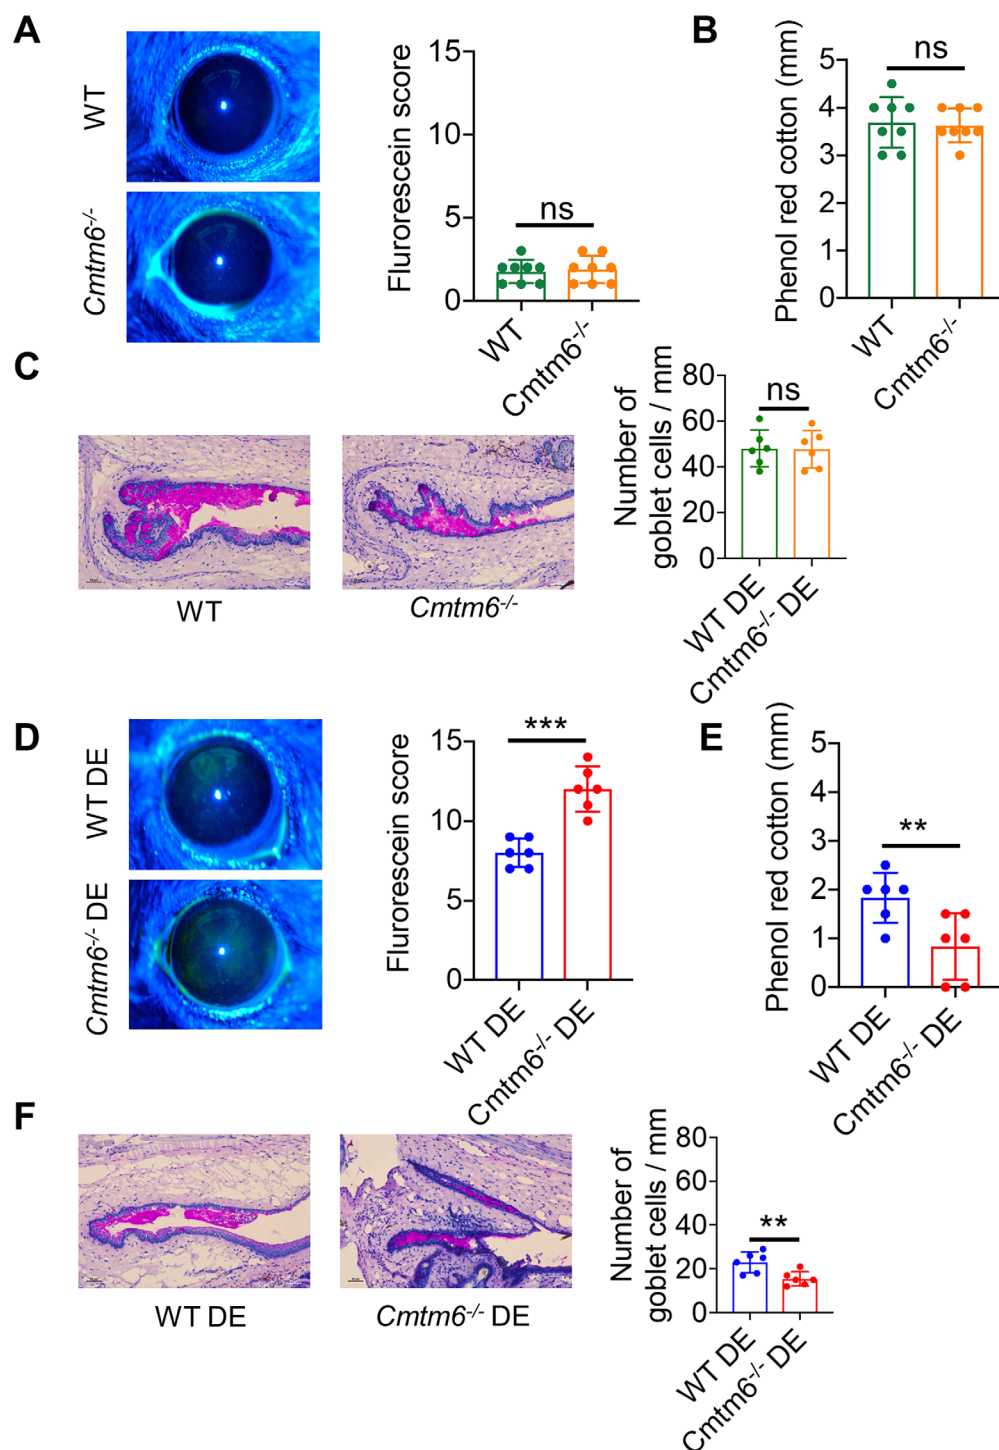 A
WT
Cmtm6-/-
Flurorescein score
15
10
5
0
ns
WT
Cmtm6-/-
B
Phenol red cotton (mm)
5
4
3
2
1
0
ns
WT
Cmtm6-/-
C
WT
Cmtm6-/-
Number of
goblet cells / mm
80
60
40
20
0
ns
WT DE
Cmtm6-/- DE
D
WT DE
Cmtm6-/- DE
Flurorescein score
15
10
5
0
***
WT DE
Cmtm6-/- DE
E
Phenol red cotton (mm)
5
4
3
2
1
0
**
WT DE
Cmtm6-/- DE
F
WT DE
Cmtm6-/- DE
Number of
goblet cells / mm
80
60
40
20
0
**
WT DE
Cmtm6-/- DE